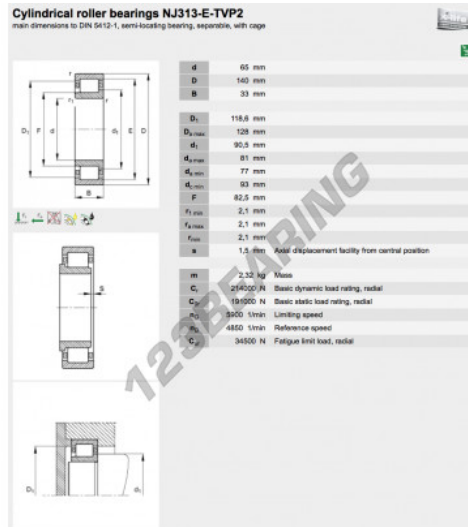 Cylindrical roller bearings NJ313-E-TVP2
main dimensions to DIN 5412-1, semi-locating bearing, separable, with cage
d 65 mm
D 140 mm
B 33 mm
D₁ 118,6 mm
Da max 128 mm
d₁ 90,5 mm
da max 81 mm
da min 77 mm
dc min 93 mm
F 82,5 mm
r1 min 2,1 mm
ra max 2,1 mm
rmin 2,1 mm
s 1,5 mm Axial displacement facility from central position
m 2,32 kg Mass
Cr 214000 N Basic dynamic load rating, radial
C0r 191000 N Basic static load rating, radial
nG 5900 1/min Limiting speed
4850 1/min Reference speed
34500 N Fatigue limit load, radial
r
r
r₁
D₁ F d d₁ E D
B
s
123BEARING